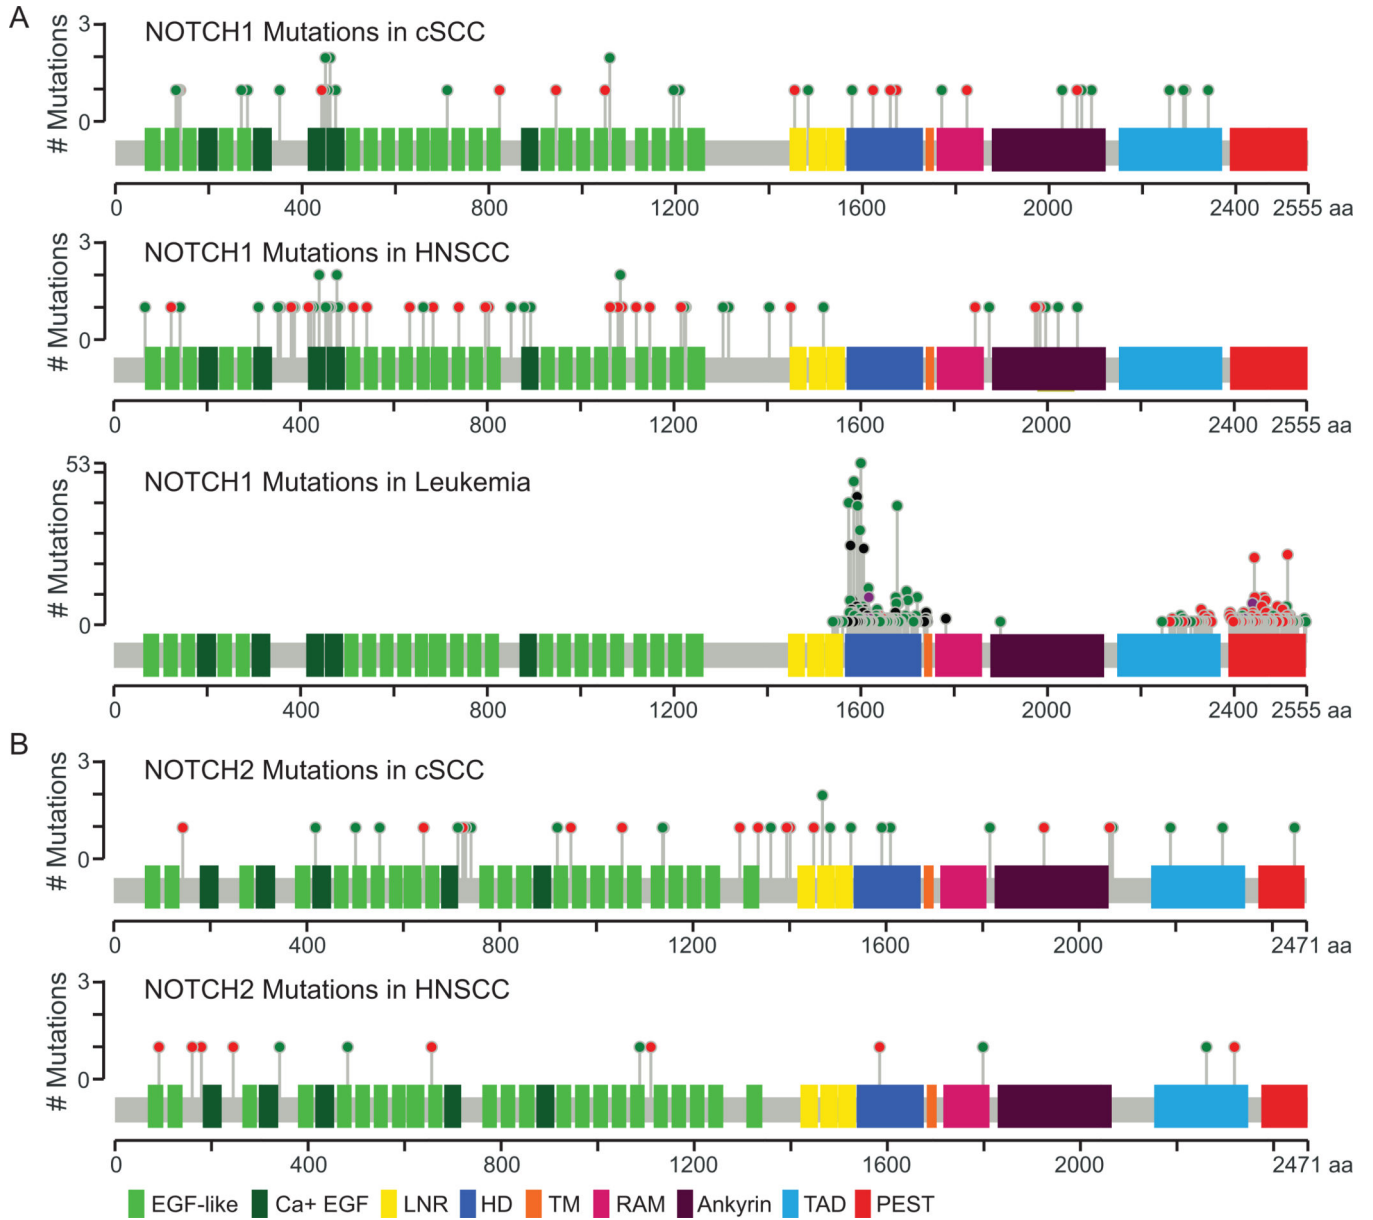 A
NOTCH1 Mutations in cSCC
# Mutations
3
0
0 400 800 1200 1600 2000 2400 2555 aa
NOTCH1 Mutations in HNSCC
# Mutations
3
0
0 400 800 1200 1600 2000 2400 2555 aa
NOTCH1 Mutations in Leukemia
# Mutations
53
0
0 400 800 1200 1600 2000 2400 2555 aa
B
NOTCH2 Mutations in cSCC
# Mutations
3
0
0 400 800 1200 1600 2000 2471 aa
NOTCH2 Mutations in HNSCC
# Mutations
3
0
0 400 800 1200 1600 2000 2471 aa
EGF-like Ca+ EGF LNR HD TM RAM Ankyrin TAD PEST